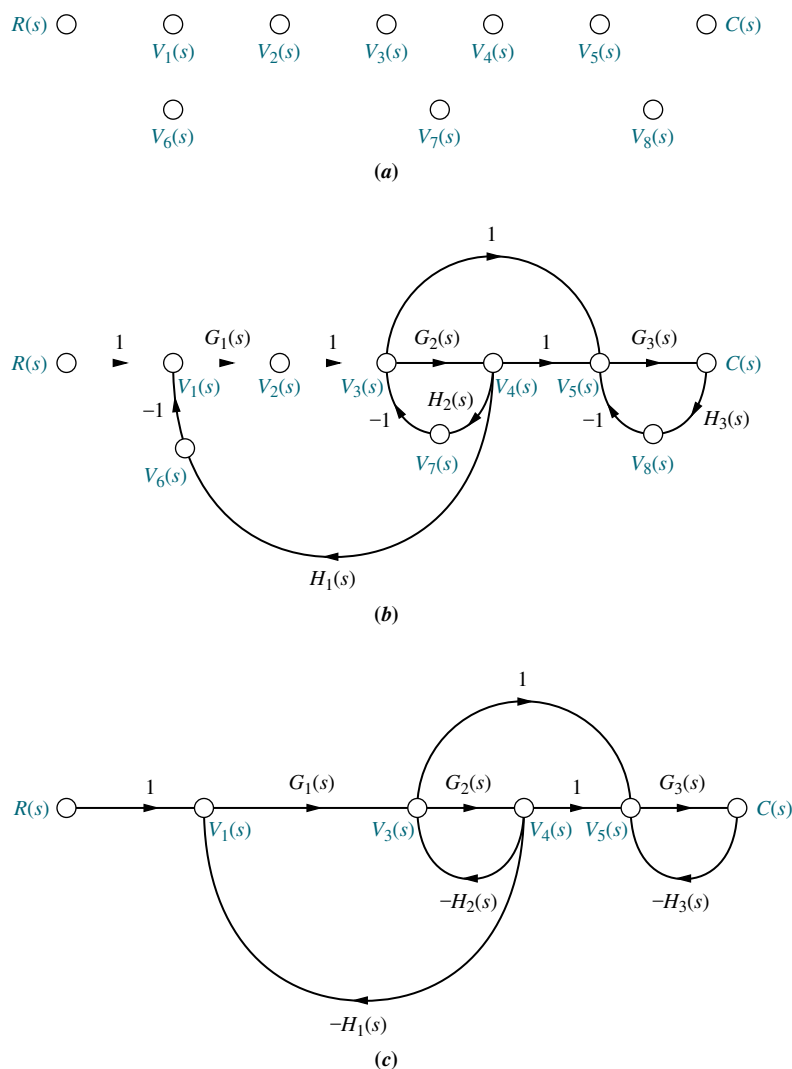 R(s) V₁(s) V₂(s) V₃(s) V₄(s) V₅(s) C(s)
V₆(s) V₇(s) V₈(s)
(a)
1
1 G₁(s) 1 G₂(s) 1 G₃(s)
R(s) V₁(s) V₂(s) V₃(s) V₄(s) V₅(s) C(s)
−1 −1 H₂(s) −1 H₃(s)
V₆(s) V₇(s) V₈(s)
H₁(s)
(b)
1
1 G₁(s) G₂(s) 1 G₃(s)
R(s) V₁(s) V₃(s) V₄(s) V₅(s) C(s)
−H₂(s) −H₃(s)
−H₁(s)
(c)